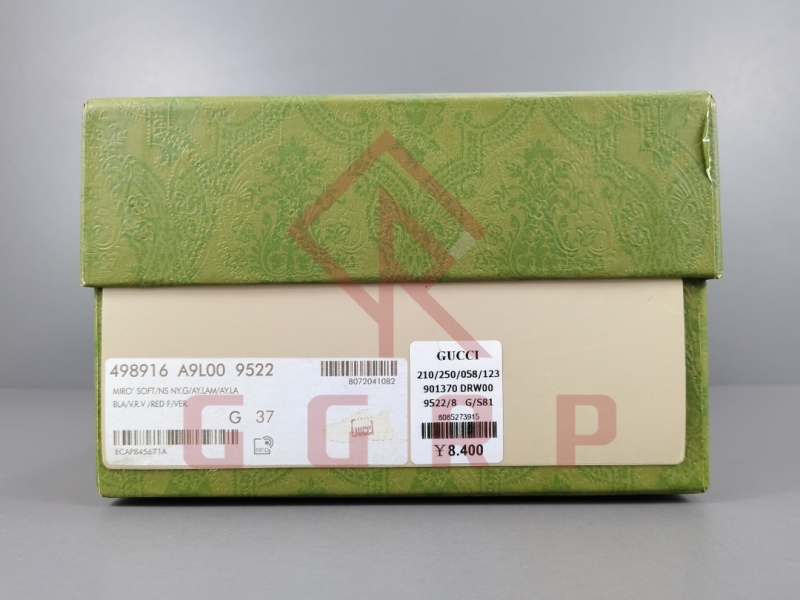 498916 A9L00 9522
8072041082
MIRO' SOFT/NS NY.G/AY.LAM/AY.LA
BLA/V.R.V /RED F/VER.
G 37
ECAP845671A
GUCCI
210/250/058/123
901370 DRW00
9522/8 G/S81
8085273915
¥8.400
GGRP